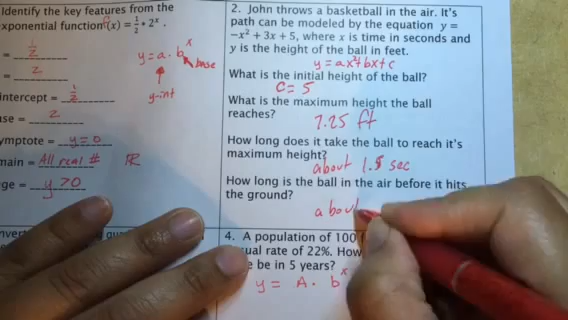 Identify the key features from the
exponential function f(x) = 1/2 • 2ˣ .
= 1/2
= 2
y = a · bˣ
base
y-int
intercept = 1/2
se = 2
ymptote = y = 0
main = All real # ℝ
ge = y > 0
2. John throws a basketball in the air. It's
path can be modeled by the equation y =
−x² + 3x + 5, where x is time in seconds and
y is the height of the ball in feet.
y = ax² + bx + c
What is the initial height of the ball?
C = 5
What is the maximum height the ball
reaches?
7.25 ft
How long does it take the ball to reach it's
maximum height?
about 1.5 sec
How long is the ball in the air before it hits
the ground?
about
4. A population of 100
ual rate of 22%. How
e be in 5 years?
y = A · bˣ